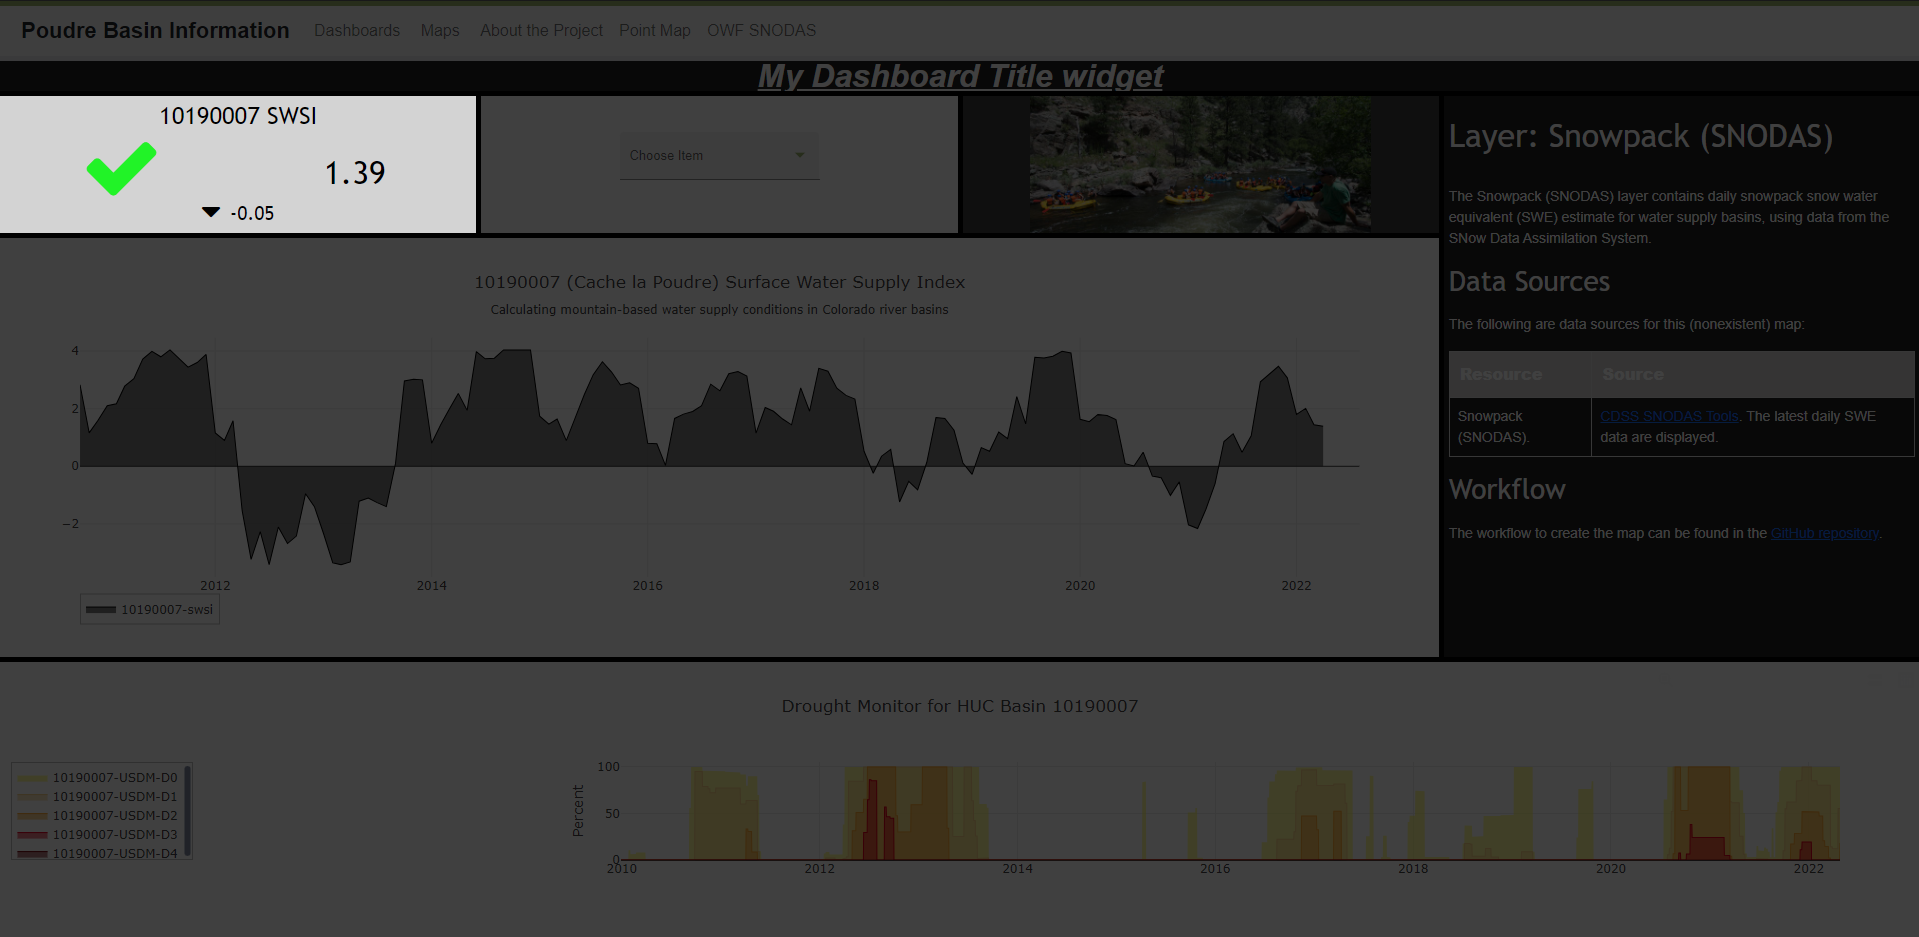 Poudre Basin Information Dashboards Maps About the Project Point Map OWF SNODAS
My Dashboard Title widget
10190007 SWSI
1.39
-0.05
Choose Item
Layer: Snowpack (SNODAS)
The Snowpack (SNODAS) layer contains daily snowpack snow water
equivalent (SWE) estimate for water supply basins, using data from the
SNow Data Assimilation System.
Data Sources
The following are data sources for this (nonexistent) map:
Resource Source
Snowpack
(SNODAS).
CDSS SNODAS Tools. The latest daily SWE
data are displayed.
Workflow
The workflow to create the map can be found in the GitHub repository.
10190007 (Cache la Poudre) Surface Water Supply Index
Calculating mountain-based water supply conditions in Colorado river basins
4
2
0
−2
2012 2014 2016 2018 2020 2022
10190007-swsi
Drought Monitor for HUC Basin 10190007
10190007-USDM-D0
10190007-USDM-D1
10190007-USDM-D2
10190007-USDM-D3
10190007-USDM-D4
Percent
100
50
0
2010 2012 2014 2016 2018 2020 2022